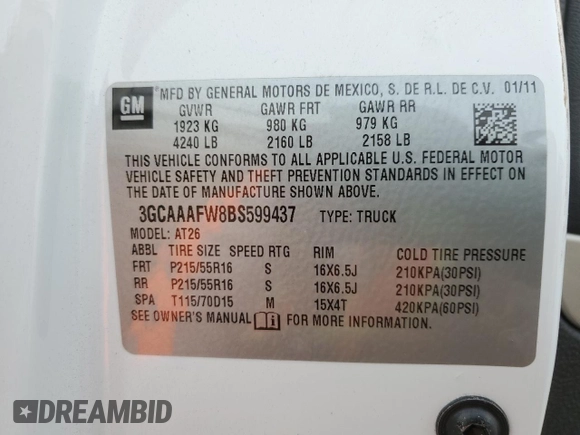 GM MFD BY GENERAL MOTORS DE MEXICO, S. DE R.L. DE C.V. 01/11
GVWR GAWR FRT GAWR RR
1923 KG 980 KG 979 KG
4240 LB 2160 LB 2158 LB
THIS VEHICLE CONFORMS TO ALL APPLICABLE U.S. FEDERAL MOTOR
VEHICLE SAFETY AND THEFT PREVENTION STANDARDS IN EFFECT ON THE
DATE OF MANUFACTURE SHOWN ABOVE.
3GCAAAFW8BS599437 TYPE: TRUCK
MODEL: AT26
ABBL TIRE SIZE SPEED RTG RIM COLD TIRE PRESSURE
FRT P215/55R16 S 16X6.5J 210KPA(30PSI)
RR P215/55R16 S 16X6.5J 210KPA(30PSI)
SPA T115/70D15 M 15X4T 420KPA(60PSI)
SEE OWNER'S MANUAL FOR MORE INFORMATION.
DREAMBID